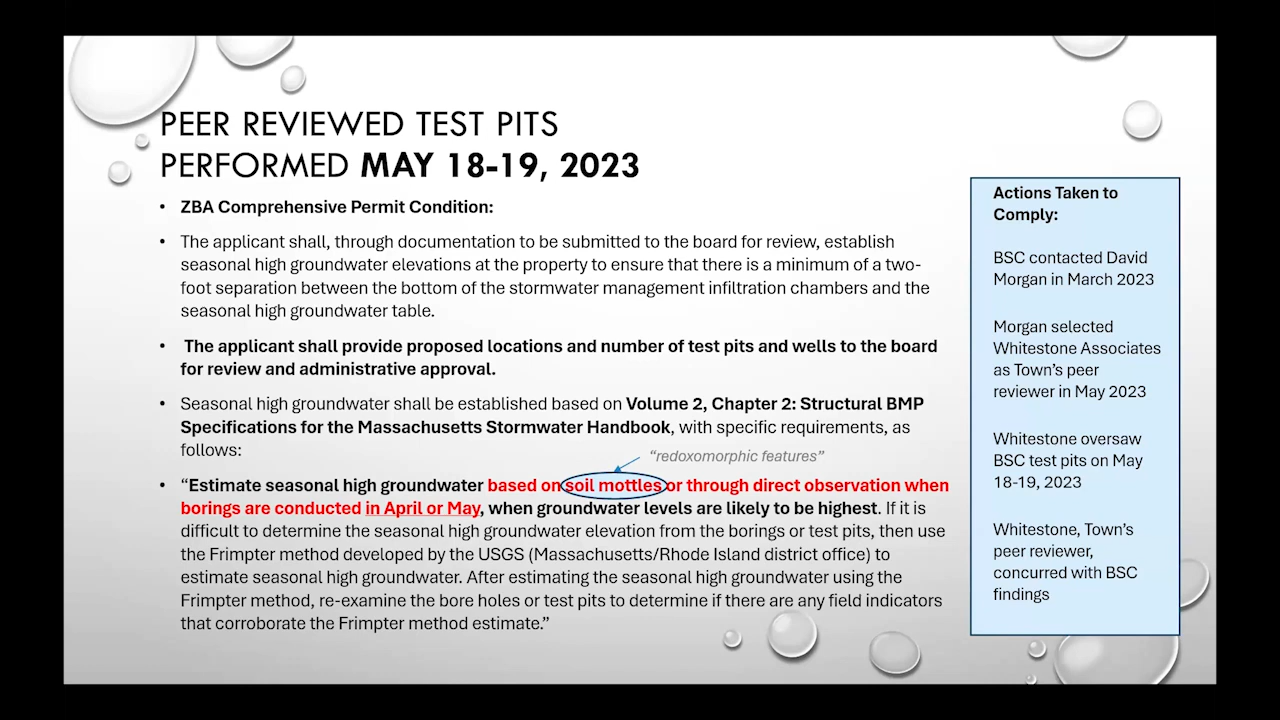 PEER REVIEWED TEST PITS
PERFORMED MAY 18-19, 2023
• ZBA Comprehensive Permit Condition:
• The applicant shall, through documentation to be submitted to the board for review, establish
seasonal high groundwater elevations at the property to ensure that there is a minimum of a two-
foot separation between the bottom of the stormwater management infiltration chambers and the
seasonal high groundwater table.
• The applicant shall provide proposed locations and number of test pits and wells to the board
for review and administrative approval.
• Seasonal high groundwater shall be established based on Volume 2, Chapter 2: Structural BMP
Specifications for the Massachusetts Stormwater Handbook, with specific requirements, as
follows:
"redoxomorphic features"
• “Estimate seasonal high groundwater based on soil mottles or through direct observation when
borings are conducted in April or May, when groundwater levels are likely to be highest. If it is
difficult to determine the seasonal high groundwater elevation from the borings or test pits, then use
the Frimpter method developed by the USGS (Massachusetts/Rhode Island district office) to
estimate seasonal high groundwater. After estimating the seasonal high groundwater using the
Frimpter method, re-examine the bore holes or test pits to determine if there are any field indicators
that corroborate the Frimpter method estimate.”
Actions Taken to
Comply:
BSC contacted David
Morgan in March 2023
Morgan selected
Whitestone Associates
as Town’s peer
reviewer in May 2023
Whitestone oversaw
BSC test pits on May
18-19, 2023
Whitestone, Town’s
peer reviewer,
concurred with BSC
findings